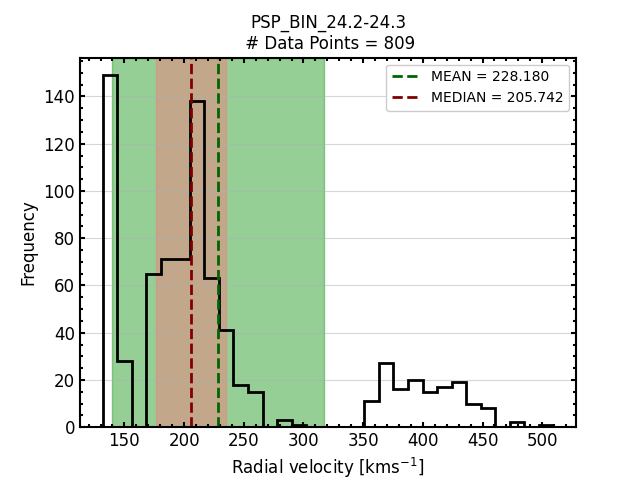 PSP_BIN_24.2-24.3
# Data Points = 809
MEAN = 228.180
MEDIAN = 205.742
Frequency
140
120
100
80
60
40
20
0
150 200 250 300 350 400 450 500
Radial velocity [kms⁻¹]